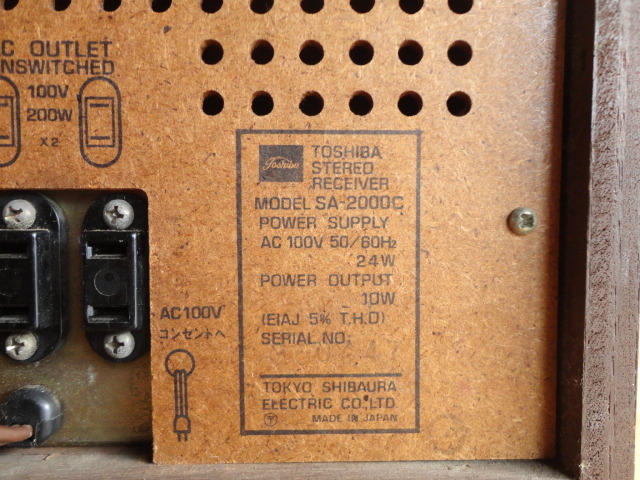 C OUTLET
NSWITCHED
100V
200W
X2
Toshiba
TOSHIBA
STEREO
RECEIVER
MODEL SA-2000C
POWER SUPPLY
AC 100V 50/60Hz
24W
POWER OUTPUT
10W
(EIAJ 5% T.H.D)
SERIAL NO.
TOKYO SHIBAURA
ELECTRIC CO., LTD
MADE IN JAPAN
AC100V
コンセントへ